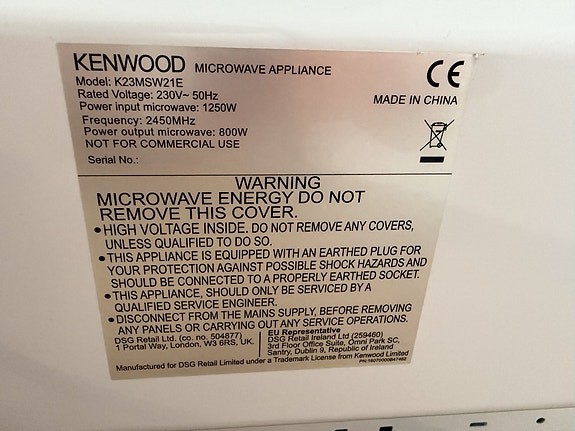 KENWOOD MICROWAVE APPLIANCE
Model: K23MSW21E
Rated Voltage: 230V~ 50Hz
Power input microwave: 1250W
Frequency: 2450MHz
Power output microwave: 800W
NOT FOR COMMERCIAL USE
Serial No.:
CE
MADE IN CHINA
WARNING
MICROWAVE ENERGY DO NOT
REMOVE THIS COVER.
• HIGH VOLTAGE INSIDE. DO NOT REMOVE ANY COVERS,
UNLESS QUALIFIED TO DO SO.
• THIS APPLIANCE IS EQUIPPED WITH AN EARTHED PLUG FOR
YOUR PROTECTION AGAINST POSSIBLE SHOCK HAZARDS AND
SHOULD BE CONNECTED TO A PROPERLY EARTHED SOCKET.
• THIS APPLIANCE, SHOULD ONLY BE SERVICED BY A
QUALIFIED SERVICE ENGINEER.
• DISCONNECT FROM THE MAINS SUPPLY, BEFORE REMOVING
ANY PANELS OR CARRYING OUT ANY SERVICE OPERATIONS.
DSG Retail Ltd. (co. no. 504877)
1 Portal Way, London, W3 6RS, UK.
EU Representative
DSG Retail Ireland Ltd (259460)
3rd Floor Office Suite, Omni Park SC,
Santry, Dublin 9, Republic of Ireland
Manufactured for DSG Retail Limited under a Trademark License from Kenwood Limited